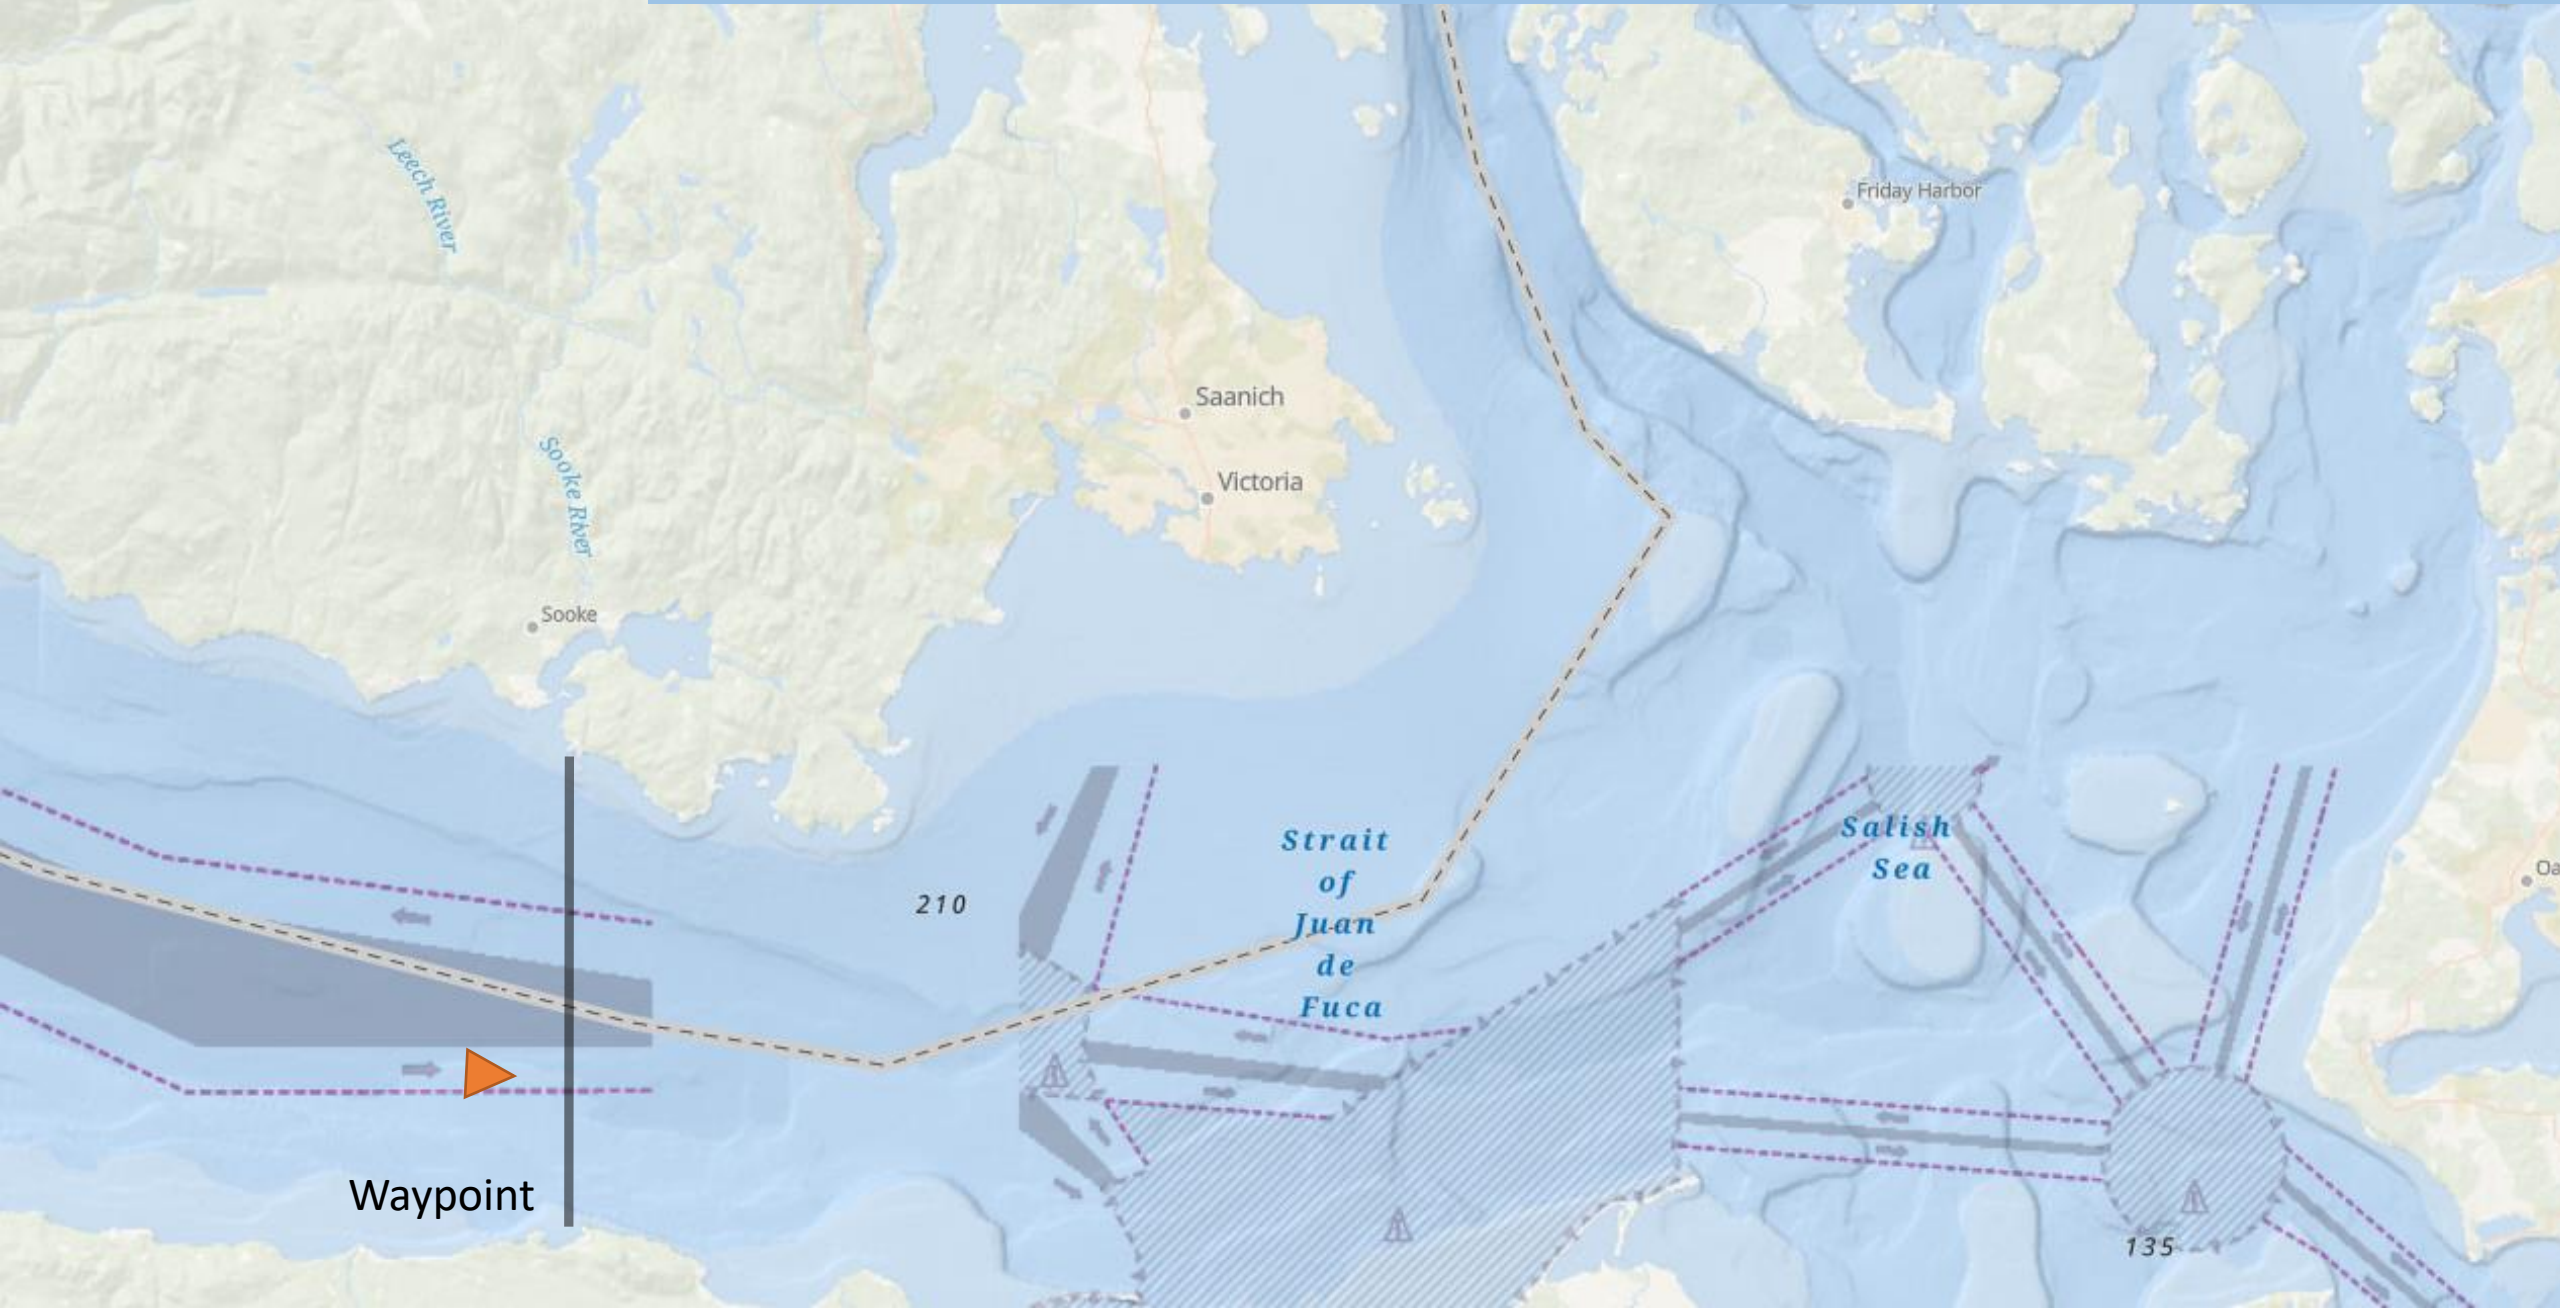 Leech River
Friday Harbor
Saanich
Sooke River
Victoria
Sooke
Strait
of
Juan
de
Fuca
Salish
Sea
210
Oa
Waypoint
135